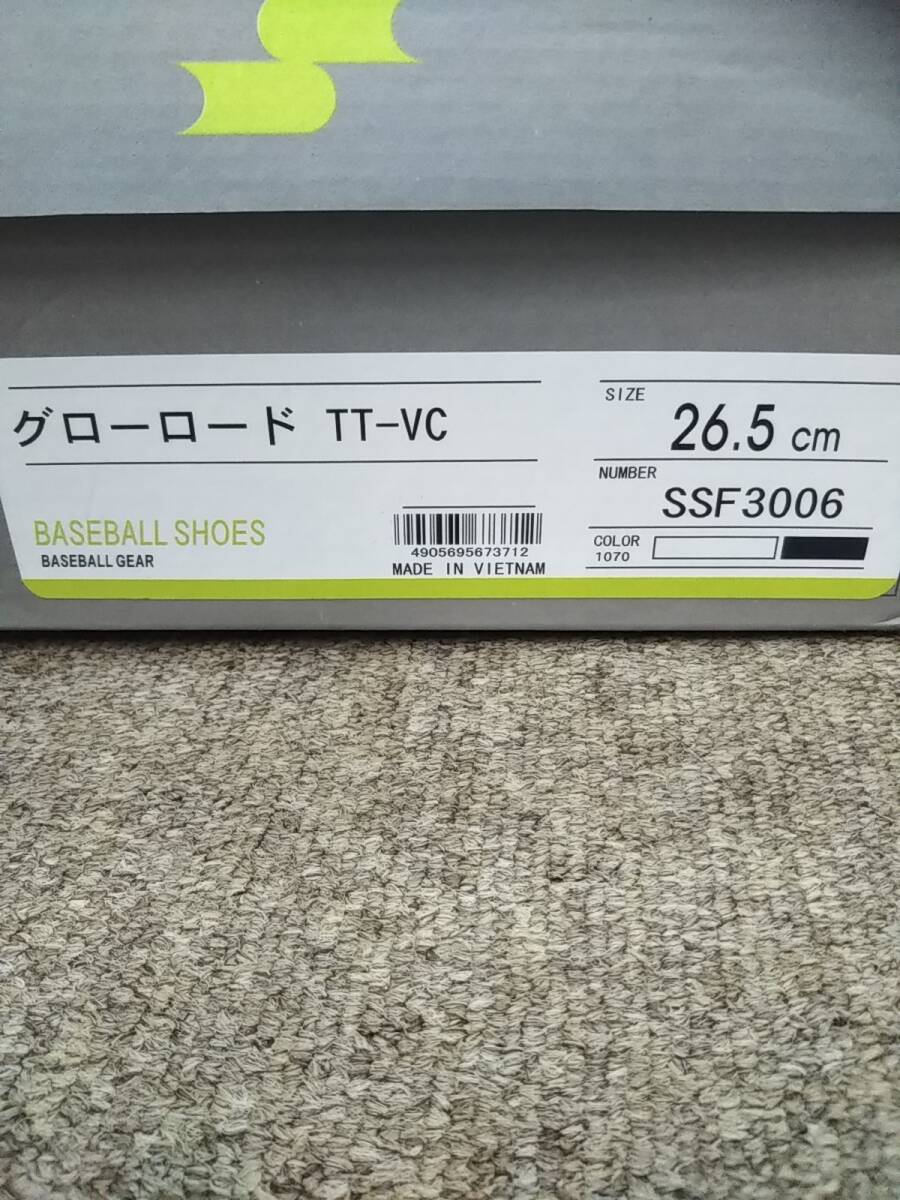 グローロード TT-VC
BASEBALL SHOES
BASEBALL GEAR
4905695673712
MADE IN VIETNAM
SIZE
26.5 cm
NUMBER
SSF3006
COLOR
1070